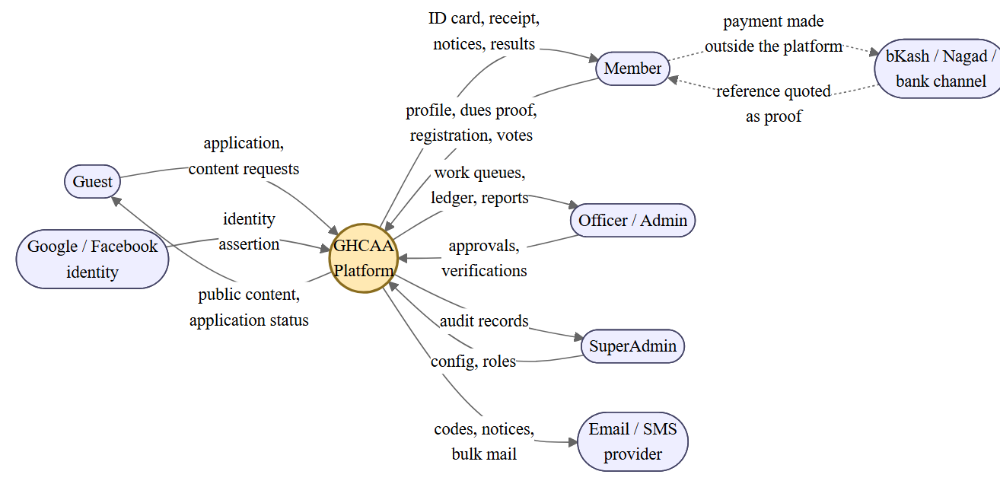 ID card, receipt,
notices, results
payment made
outside the platform
Member
bKash / Nagad /
bank channel
reference quoted
as proof
profile, dues proof,
registration, votes
application,
content requests
Guest
work queues,
ledger, reports
Officer / Admin
identity
assertion
Google / Facebook
identity
GHCAA
Platform
approvals,
verifications
public content,
application status
audit records
SuperAdmin
config, roles
codes, notices,
bulk mail
Email / SMS
provider